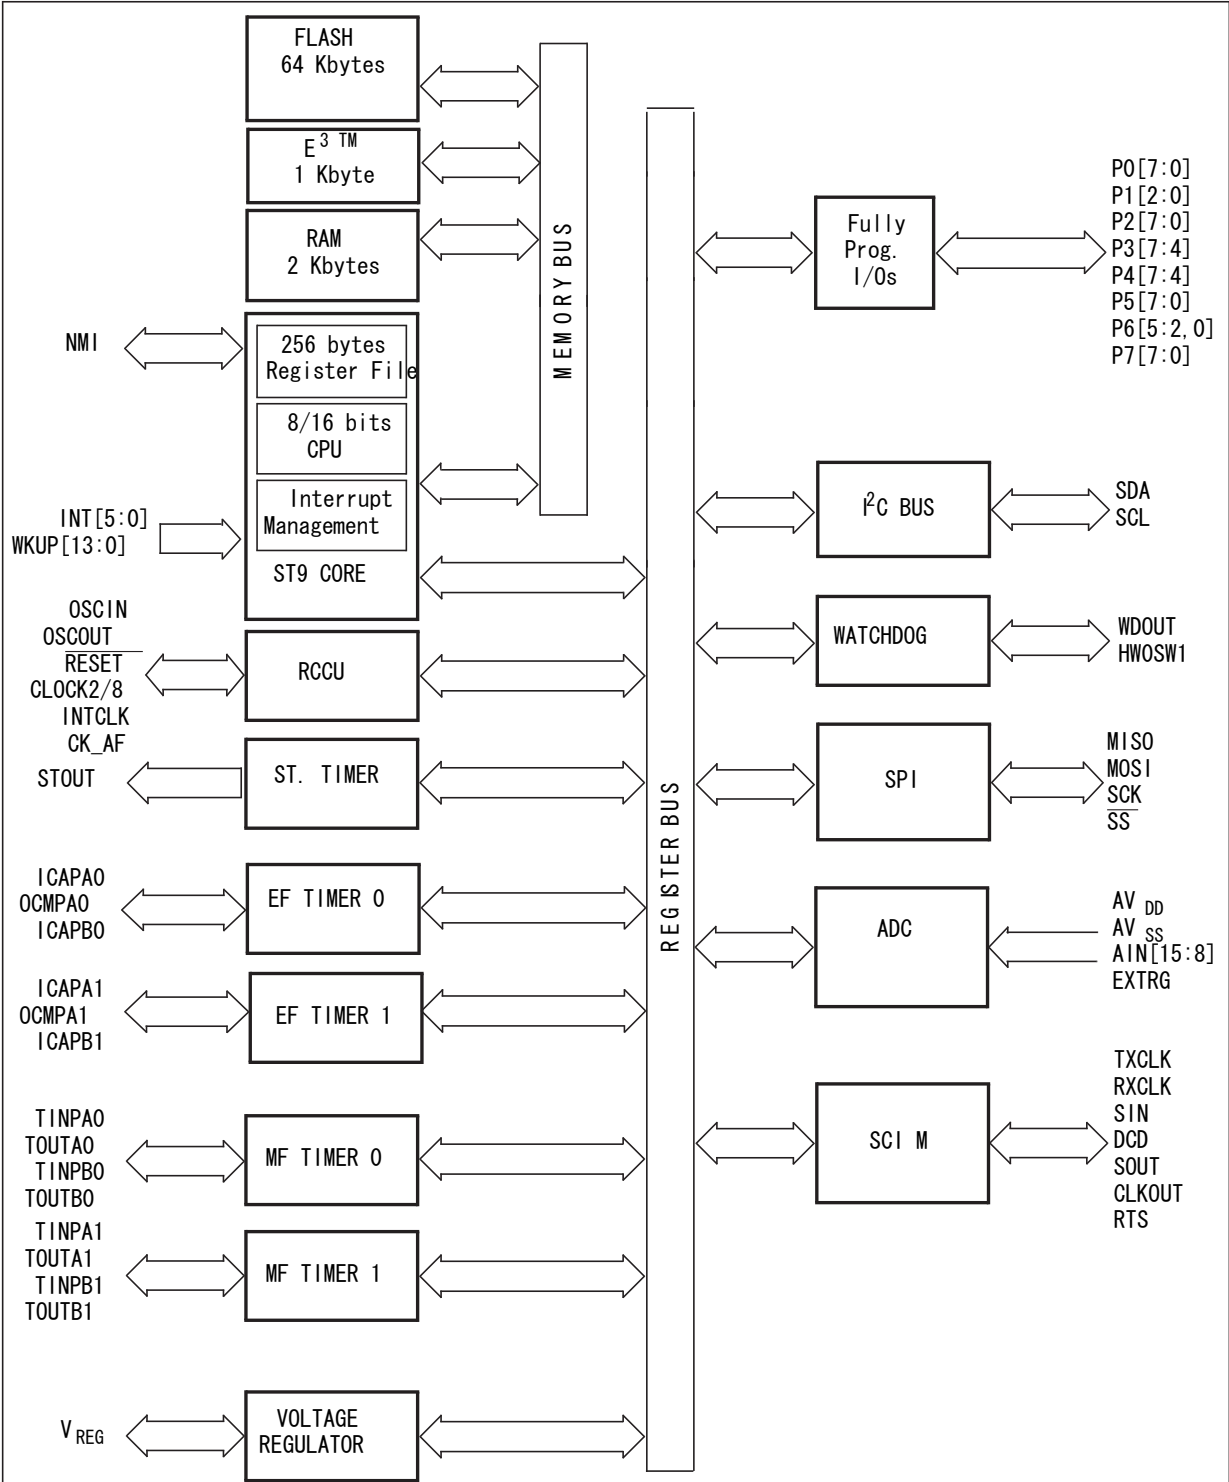 FLASH
64 Kbytes
E³ ™
1 Kbyte
RAM
2 Kbytes
NMI
256 bytes
Register File
8/16 bits
CPU
Interrupt
Management
INT[5:0]
WKUP[13:0]
ST9 CORE
OSCIN
OSCOUT
RESET
CLOCK2/8
INTCLK
CK_AF
RCCU
STOUT
ST. TIMER
ICAPA0
OCMPA0
ICAPB0
EF TIMER 0
ICAPA1
OCMPA1
ICAPB1
EF TIMER 1
TINPA0
TOUTA0
TINPB0
TOUTB0
MF TIMER 0
TINPA1
TOUTA1
TINPB1
TOUTB1
MF TIMER 1
V REG
VOLTAGE
REGULATOR
MEMORY BUS
REGISTER BUS
Fully
Prog.
I/Os
P0[7:0]
P1[2:0]
P2[7:0]
P3[7:4]
P4[7:4]
P5[7:0]
P6[5:2,0]
P7[7:0]
I²C BUS
SDA
SCL
WATCHDOG
WDOUT
HWOSW1
SPI
MISO
MOSI
SCK
SS
ADC
AV DD
AV SS
AIN[15:8]
EXTRG
SCI M
TXCLK
RXCLK
SIN
DCD
SOUT
CLKOUT
RTS